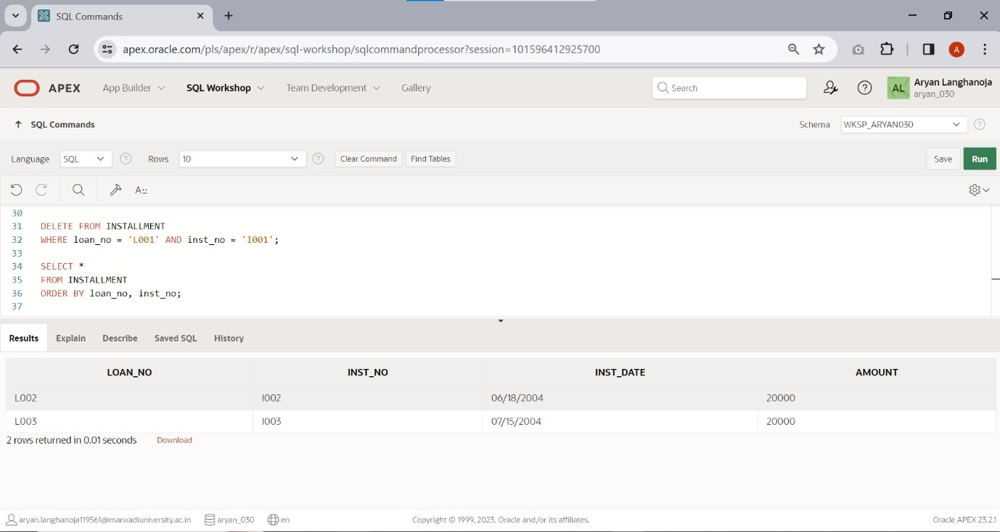 SQL Commands
apex.oracle.com/pls/apex/r/apex/sql-workshop/sqlcommandprocessor?session=101596412925700
A
APEX App Builder SQL Workshop Team Development Gallery Search ? AL Aryan Langhanoja
aryan_030
SQL Commands Schema WKSP_ARYAN030 ?
Language SQL ? Rows 10 ? Clear Command Find Tables Save Run
A::
30
31 DELETE FROM INSTALLMENT
32 WHERE loan_no = 'L001' AND inst_no = 'I001';
33
34 SELECT *
35 FROM INSTALLMENT
36 ORDER BY loan_no, inst_no;
37
Results Explain Describe Saved SQL History
LOAN_NO INST_NO INST_DATE AMOUNT
L002 I002 06/18/2004 20000
L003 I003 07/15/2004 20000
2 rows returned in 0.01 seconds Download
aryan.langhanoja119561@marwadiuniversity.ac.in aryan_030 en Copyright © 1999, 2023, Oracle and/or its affiliates. Oracle APEX 23.2.1